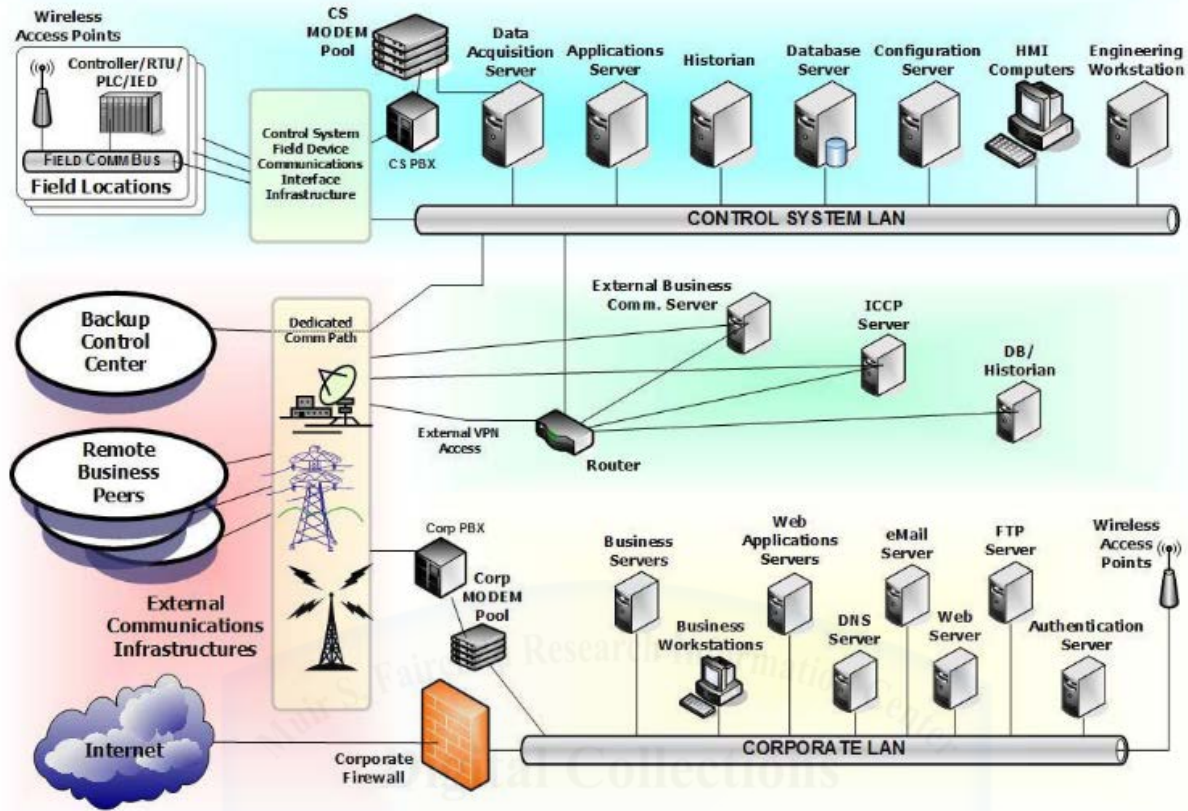 Wireless
Access Points
Controller/RTU/
PLC/IED
FIELD COMM BUS
Field Locations
Control System
Field Device
Communications
Interface
Infrastructure
CS
MODEM
Pool
CS PBX
Data
Acquisition
Server
Applications
Server
Historian
Database
Server
Configuration
Server
HMI
Computers
Engineering
Workstation
CONTROL SYSTEM LAN
Backup
Control
Center
Dedicated
Comm Path
External Business
Comm. Server
ICCP
Server
DB/
Historian
External VPN
Access
Router
Remote
Business
Peers
External
Communications
Infrastructures
Corp PBX
Corp
MODEM
Pool
Business
Servers
Business
Workstations
Web
Applications
Servers
DNS
Server
eMail
Server
Web
Server
FTP
Server
Authentication
Server
Wireless
Access
Points
Internet
Corporate
Firewall
CORPORATE LAN
Muir S. Fairchild Research Information Center
Digital Collections